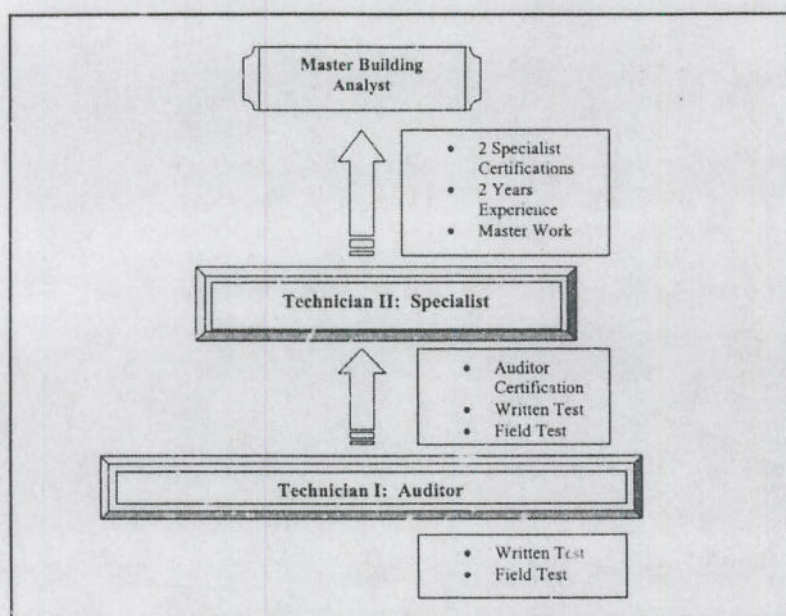 Master Building
Analyst
• 2 Specialist
Certifications
• 2 Years
Experience
• Master Work
Technician II: Specialist
• Auditor
Certification
• Written Test
• Field Test
Technician I: Auditor
• Written Test
• Field Test